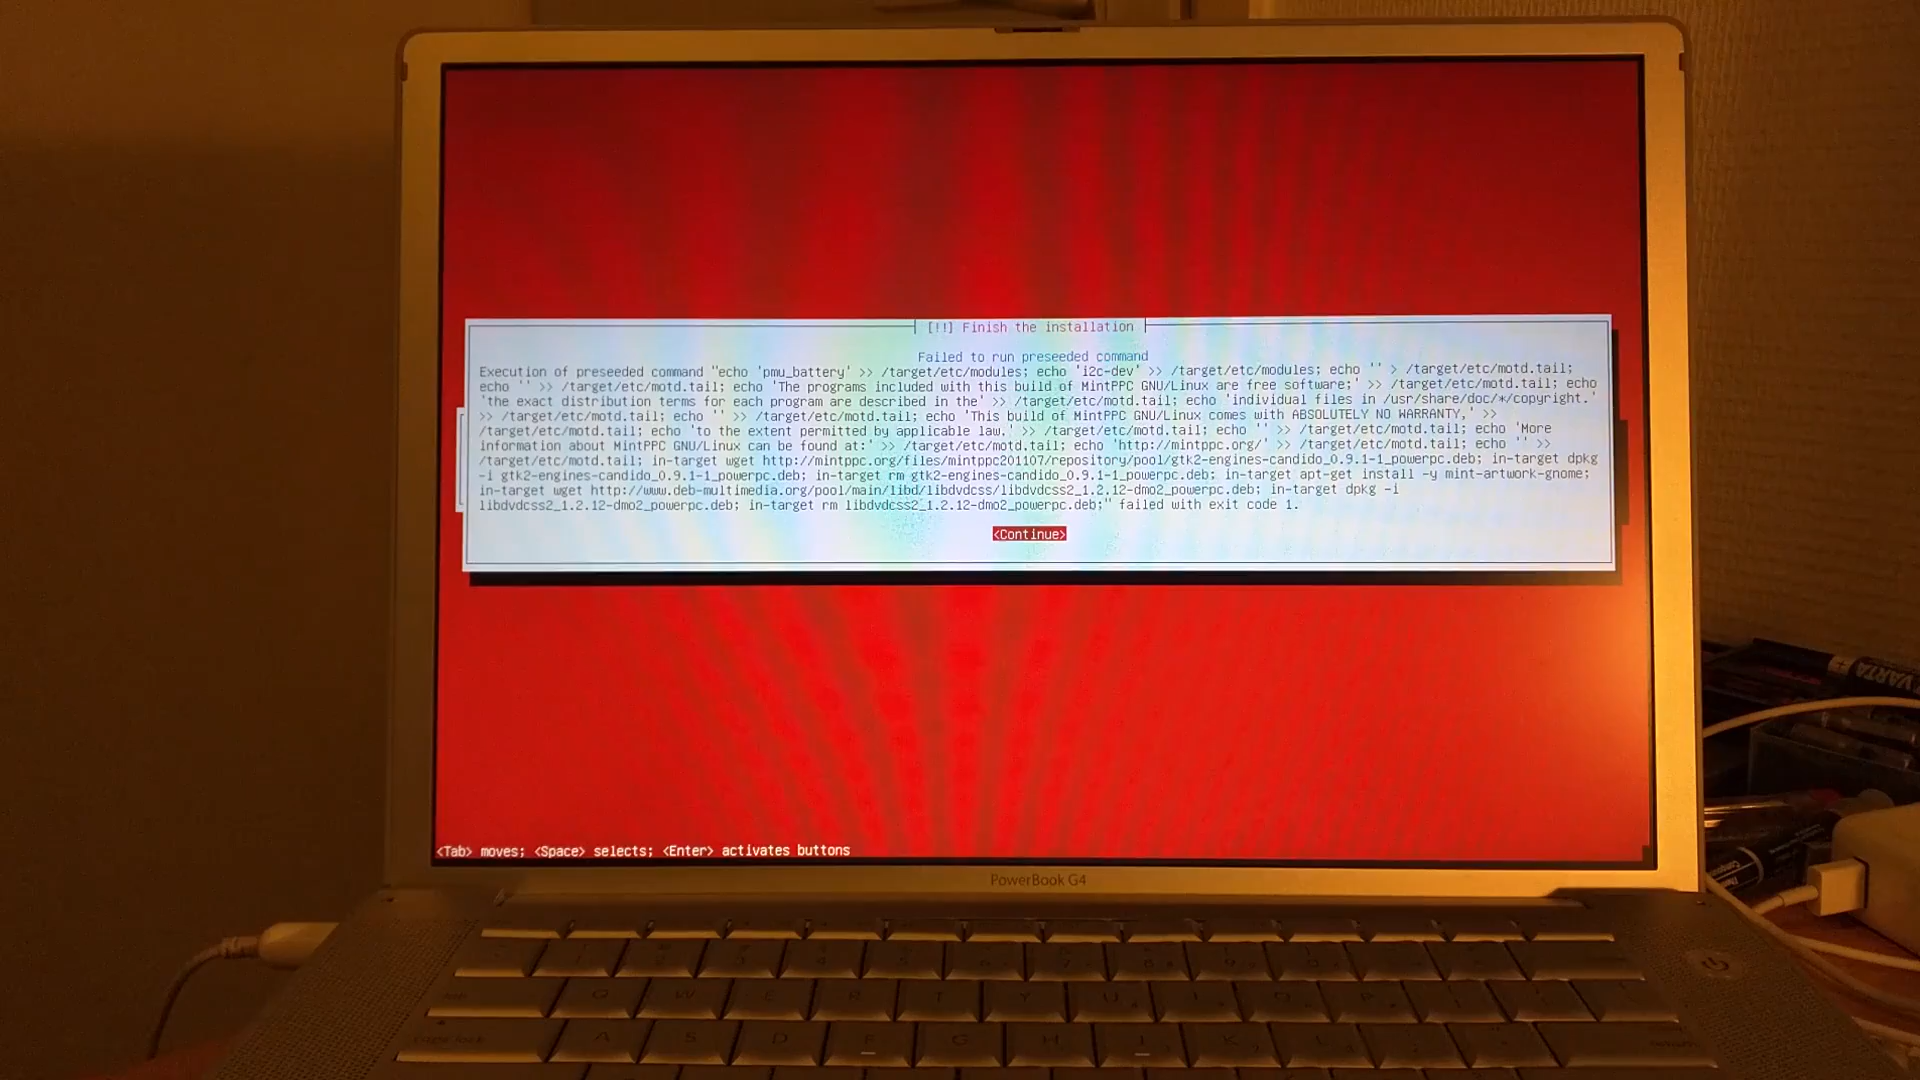 [!!] Finish the installation
Failed to run preseeded command
Execution of preseeded command "echo 'pmu_battery' >> /target/etc/modules; echo 'i2c-dev' >> /target/etc/modules; echo '' > /target/etc/motd.tail;
echo '' >> /target/etc/motd.tail; echo 'The programs included with this build of MintPPC GNU/Linux are free software;' >> /target/etc/motd.tail; echo
'the exact distribution terms for each program are described in the' >> /target/etc/motd.tail; echo 'individual files in /usr/share/doc/*/copyright.'
>> /target/etc/motd.tail; echo '' >> /target/etc/motd.tail; echo 'This build of MintPPC GNU/Linux comes with ABSOLUTELY NO WARRANTY,' >>
/target/etc/motd.tail; echo 'to the extent permitted by applicable law.' >> /target/etc/motd.tail; echo '' >> /target/etc/motd.tail; echo 'More
information about MintPPC GNU/Linux can be found at:' >> /target/etc/motd.tail; echo 'http://mintppc.org/' >> /target/etc/motd.tail; echo '' >>
/target/etc/motd.tail; in-target wget http://mintppc.org/files/mintppc201107/repository/pool/gtk2-engines-candido_0.9.1-1_powerpc.deb; in-target dpkg
-i gtk2-engines-candido_0.9.1-1_powerpc.deb; in-target rm gtk2-engines-candido_0.9.1-1_powerpc.deb; in-target apt-get install -y mint-artwork-gnome;
in-target wget http://www.deb-multimedia.org/pool/main/libd/libdvdcss/libdvdcss2_1.2.12-dmo2_powerpc.deb; in-target dpkg -i
libdvdcss2_1.2.12-dmo2_powerpc.deb; in-target rm libdvdcss2_1.2.12-dmo2_powerpc.deb;" failed with exit code 1.
<Continue>
<Tab> moves; <Space> selects; <Enter> activates buttons
PowerBook G4
VARTA
Q W E R T Y U I O P
A S D F G H J K L